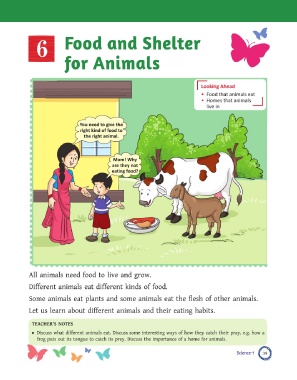 6
Food and Shelter
for Animals
Looking Ahead
• Food that animals eat
• Homes that animals
live in
You need to give the
right kind of food to
the right animal.
Mom! Why
are they not
eating food?
All animals need food to live and grow.
Different animals eat different kinds of food.
Some animals eat plants and some animals eat the flesh of other animals.
Let us learn about different animals and their eating habits.
TEACHER'S NOTES
• Discuss what different animals eat. Discuss some interesting ways of how they catch their prey, e.g. how a
frog puts out its tongue to catch its prey. Discuss the importance of a home for animals.